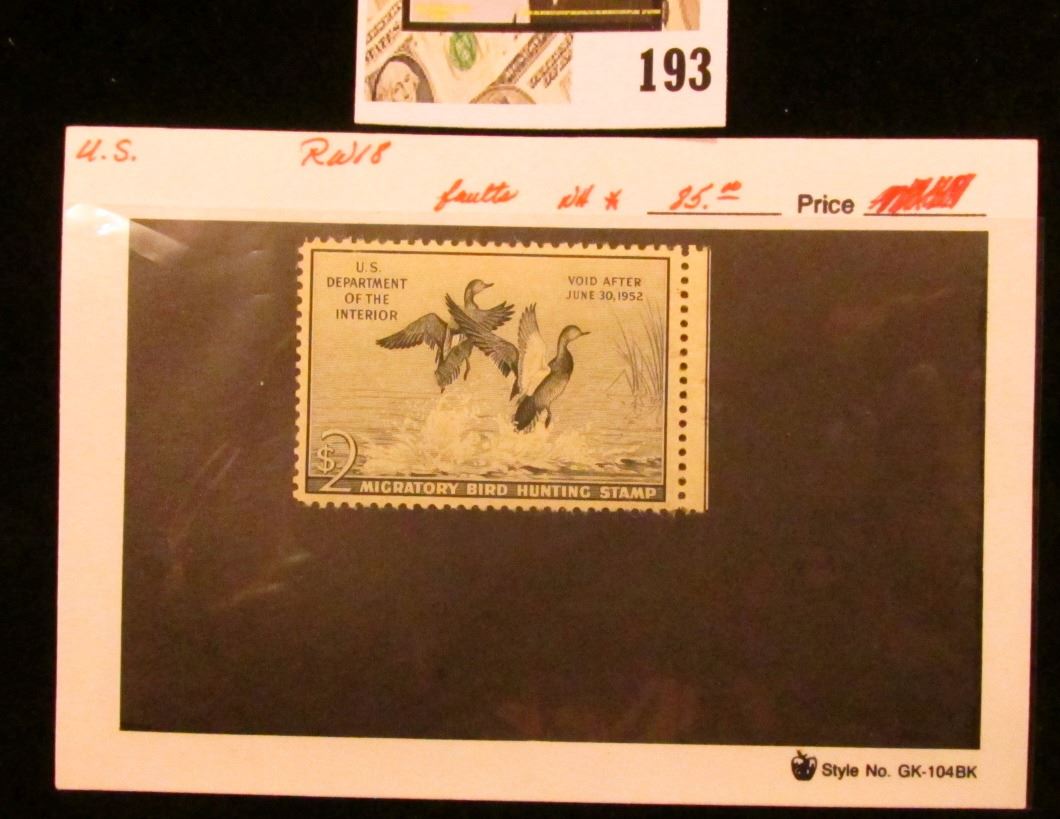 193
U.S. RW18
faults NH * 85.00 Price
U.S.
DEPARTMENT
OF THE
INTERIOR
VOID AFTER
JUNE 30, 1952
$2 MIGRATORY BIRD HUNTING STAMP
Style No. GK-104BK